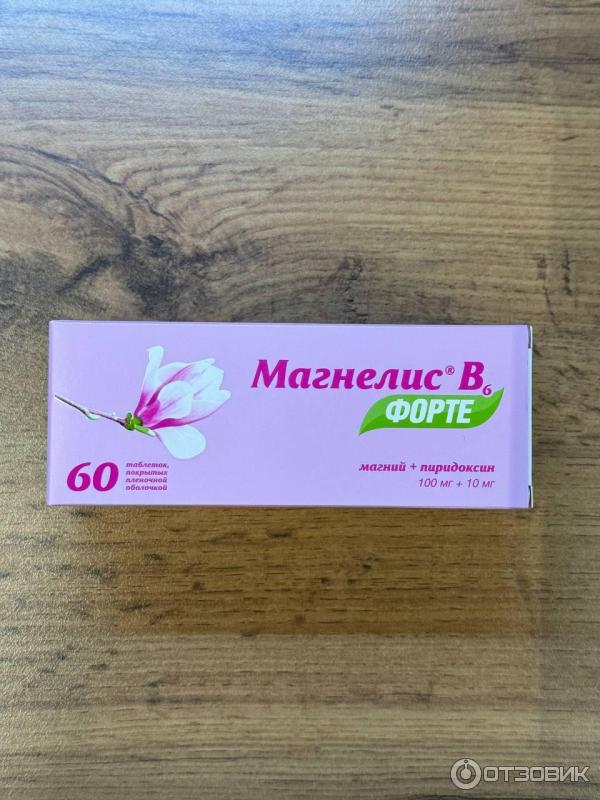 Магнелис® B6
ФОРТЕ
магний + пиридоксин
100 мг + 10 мг
60 таблеток,
покрытых
пленочной
оболочкой
ОТЗОВИК